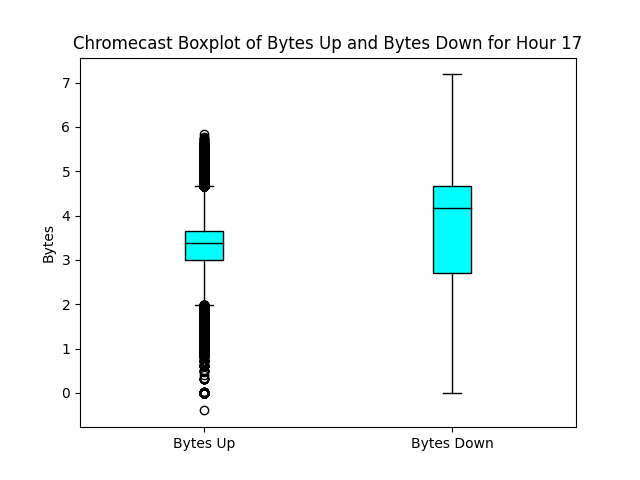 Chromecast Boxplot of Bytes Up and Bytes Down for Hour 17
7
6
5
4
3
2
1
0
Bytes
Bytes Up
Bytes Down